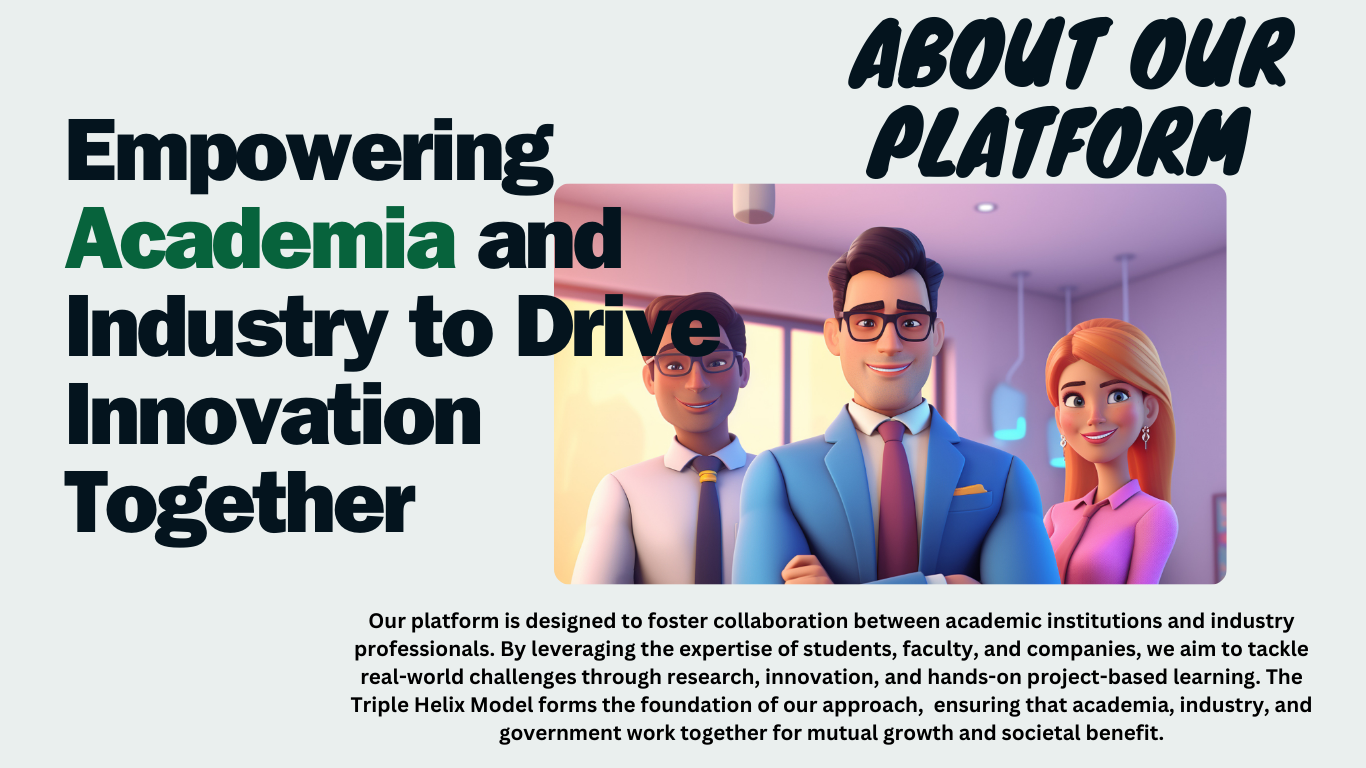 ABOUT OUR
PLATFORM
Empowering
Academia and
Industry to Drive
Innovation
Together
Our platform is designed to foster collaboration between academic institutions and industry
professionals. By leveraging the expertise of students, faculty, and companies, we aim to tackle
real-world challenges through research, innovation, and hands-on project-based learning. The
Triple Helix Model forms the foundation of our approach,  ensuring that academia, industry, and
government work together for mutual growth and societal benefit.